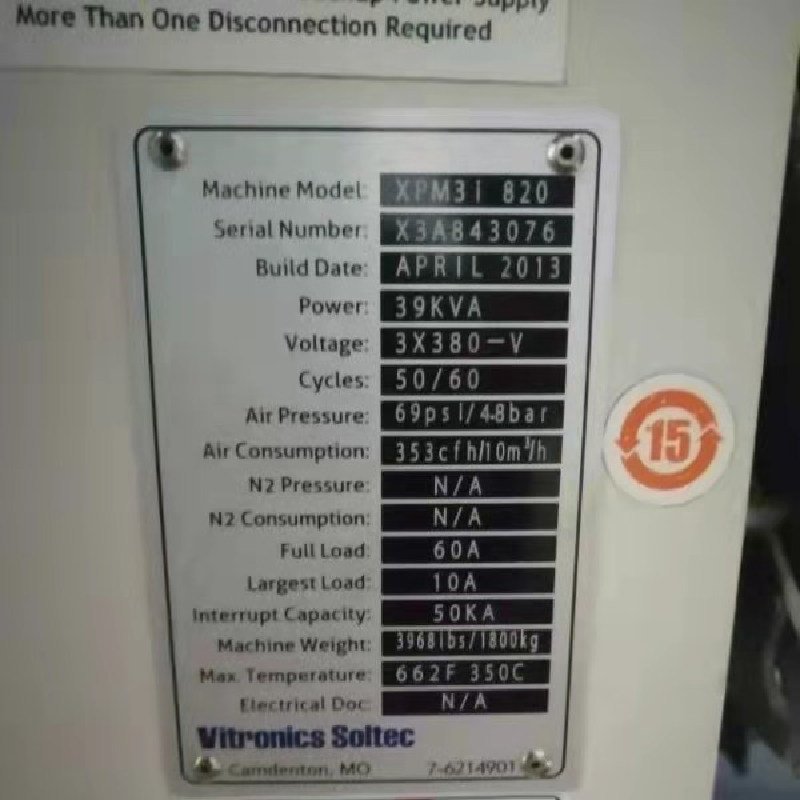 Supply
More Than One Disconnection Required
Machine Model: XPM3I 820
Serial Number: X3A843076
Build Date: APRIL 2013
Power: 39KVA
Voltage: 3X380-V
Cycles: 50/60
Air Pressure: 69psi/4.8bar
Air Consumption: 353cfh/10m³/h
N2 Pressure: N/A
N2 Consumption: N/A
Full Load: 60A
Largest Load: 10A
Interrupt Capacity: 50KA
Machine Weight: 3968lbs/1800kg
Max. Temperature: 662F 350C
Electrical Doc: N/A
Vitronics Soltec
Camdenton, MO 7-6214901
15